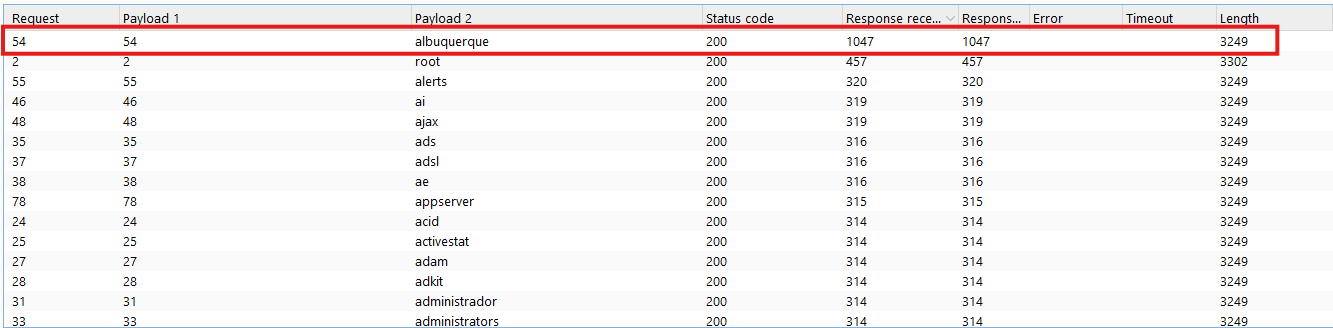 Request Payload 1 Payload 2 Status code Response rece... Respons... Error Timeout Length
54 54 albuquerque 200 1047 1047 3249
2 2 root 200 457 457 3302
55 55 alerts 200 320 320 3249
46 46 ai 200 319 319 3249
48 48 ajax 200 319 319 3249
35 35 ads 200 316 316 3249
37 37 adsl 200 316 316 3249
38 38 ae 200 316 316 3249
78 78 appserver 200 315 315 3249
24 24 acid 200 314 314 3249
25 25 activestat 200 314 314 3249
27 27 adam 200 314 314 3249
28 28 adkit 200 314 314 3249
31 31 administrador 200 314 314 3249
33 33 administrators 200 314 314 3249